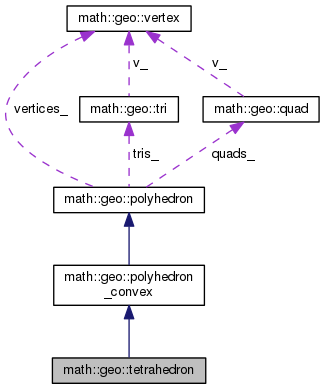 math::geo::vertex
v_
v_
vertices_
math::geo::tri
math::geo::quad
tris_
quads_
math::geo::polyhedron
math::geo::polyhedron
_convex
math::geo::tetrahedron